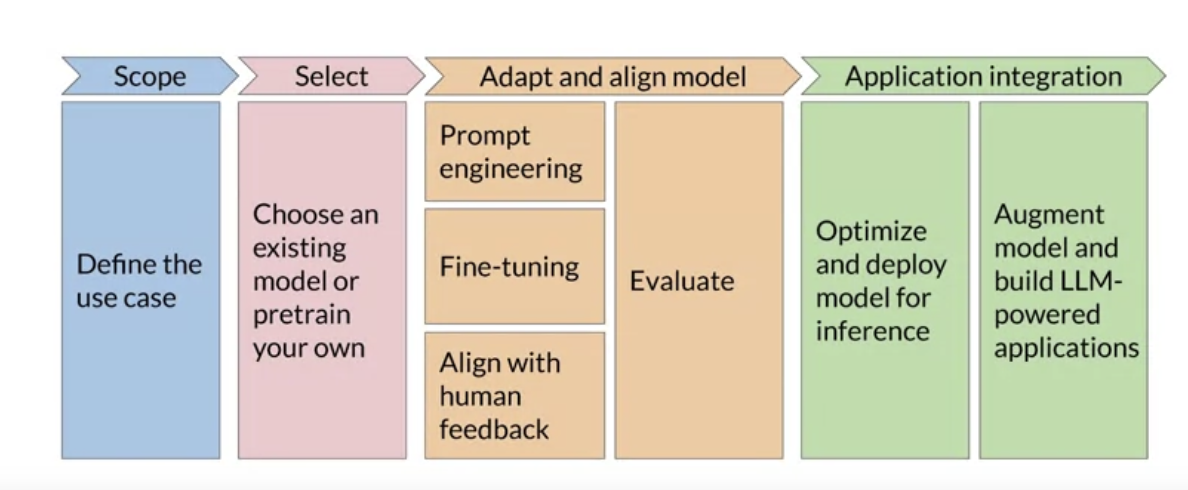 Scope
Select
Adapt and align model
Application integration
Define the
use case
Choose an
existing
model or
pretrain
your own
Prompt
engineering
Fine-tuning
Align with
human
feedback
Evaluate
Optimize
and deploy
model for
inference
Augment
model and
build LLM-
powered
applications